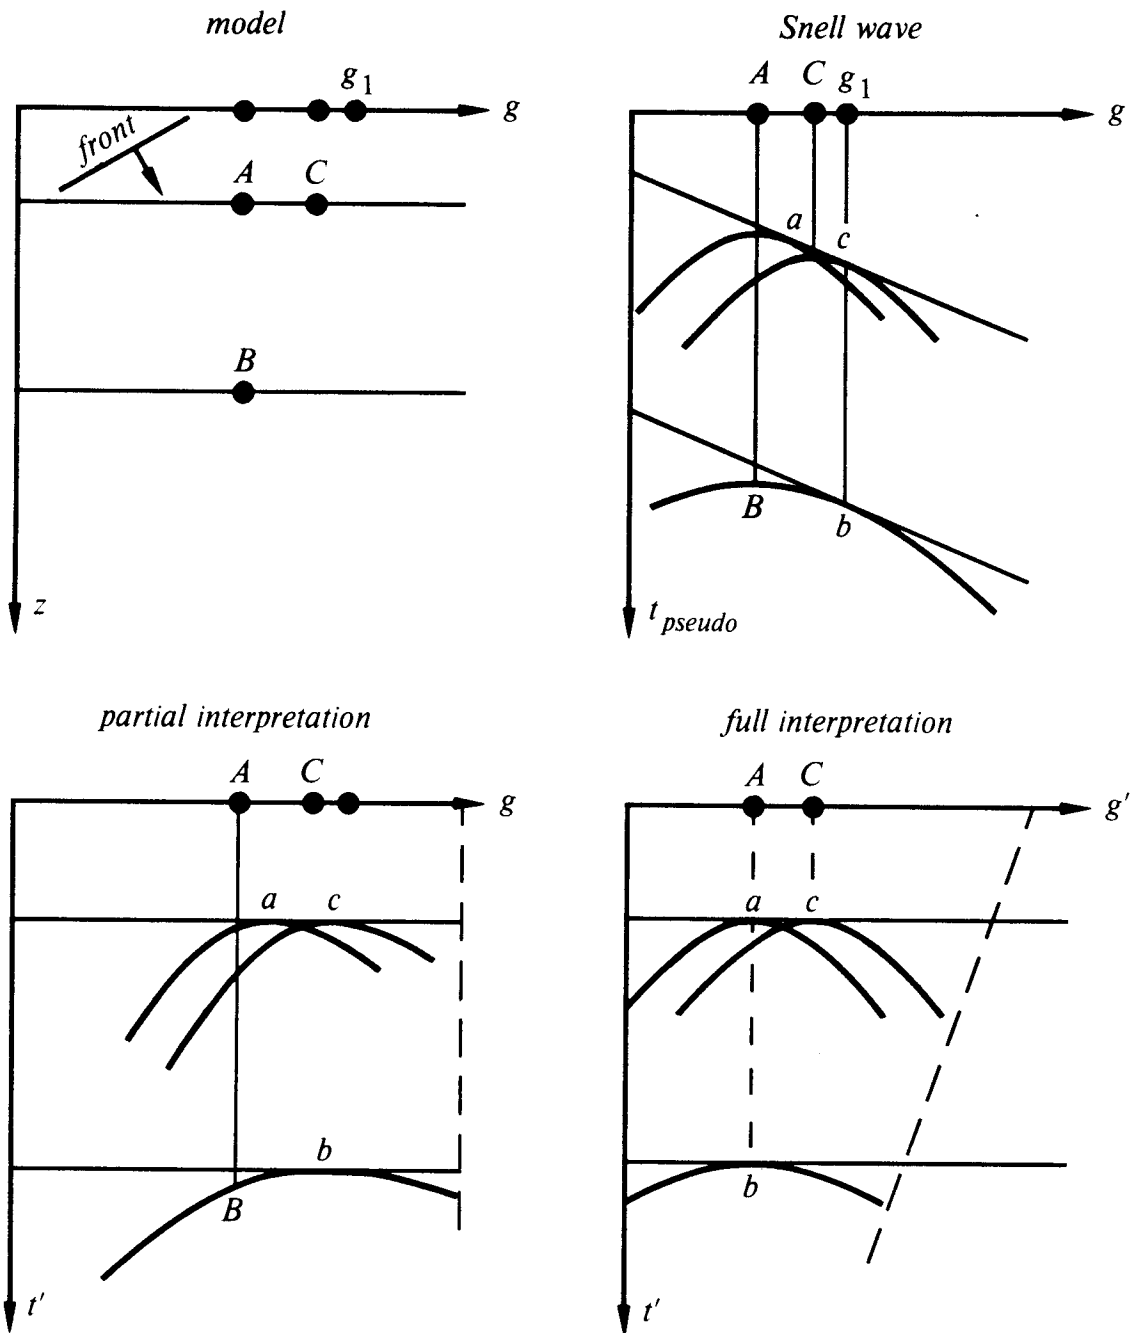 model
g₁
g
front
A C
B
z
Snell wave
A C g₁
g
a
c
B
b
t pseudo
partial interpretation
A C
g
a c
b
B
t′
full interpretation
A C
g′
a c
b
t′